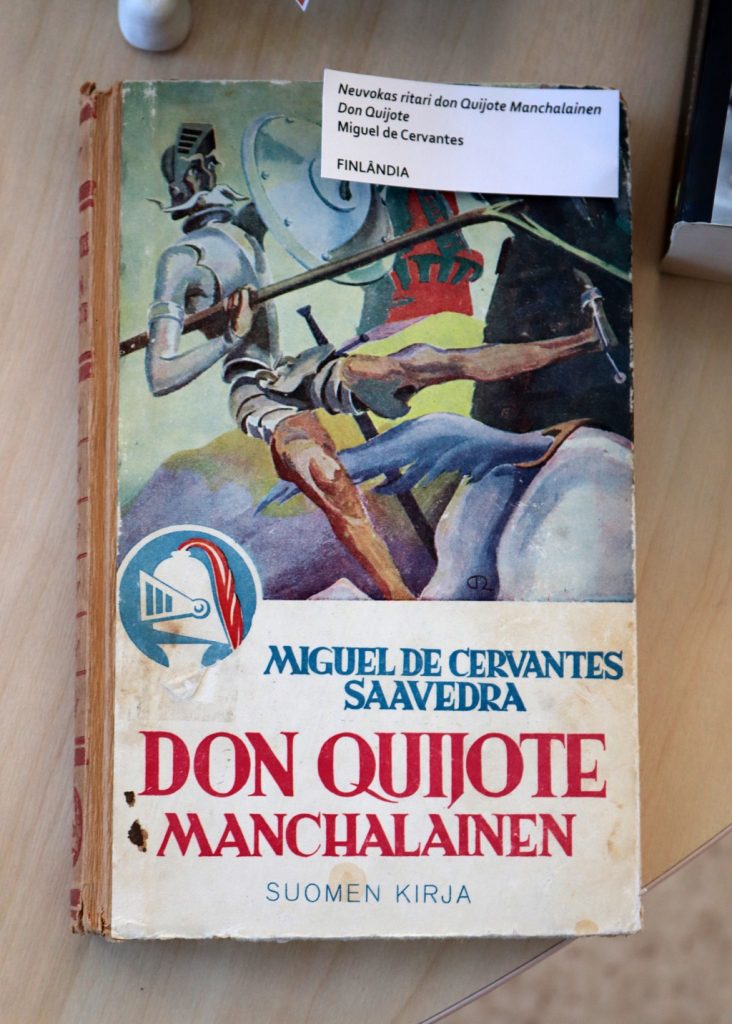 Neuvokas ritari don Quijote Manchalainen
Don Quijote
Miguel de Cervantes
FINLÂNDIA
MIGUEL DE CERVANTES
SAAVEDRA
DON QUIJOTE
MANCHALAINEN
SUOMEN KIRJA